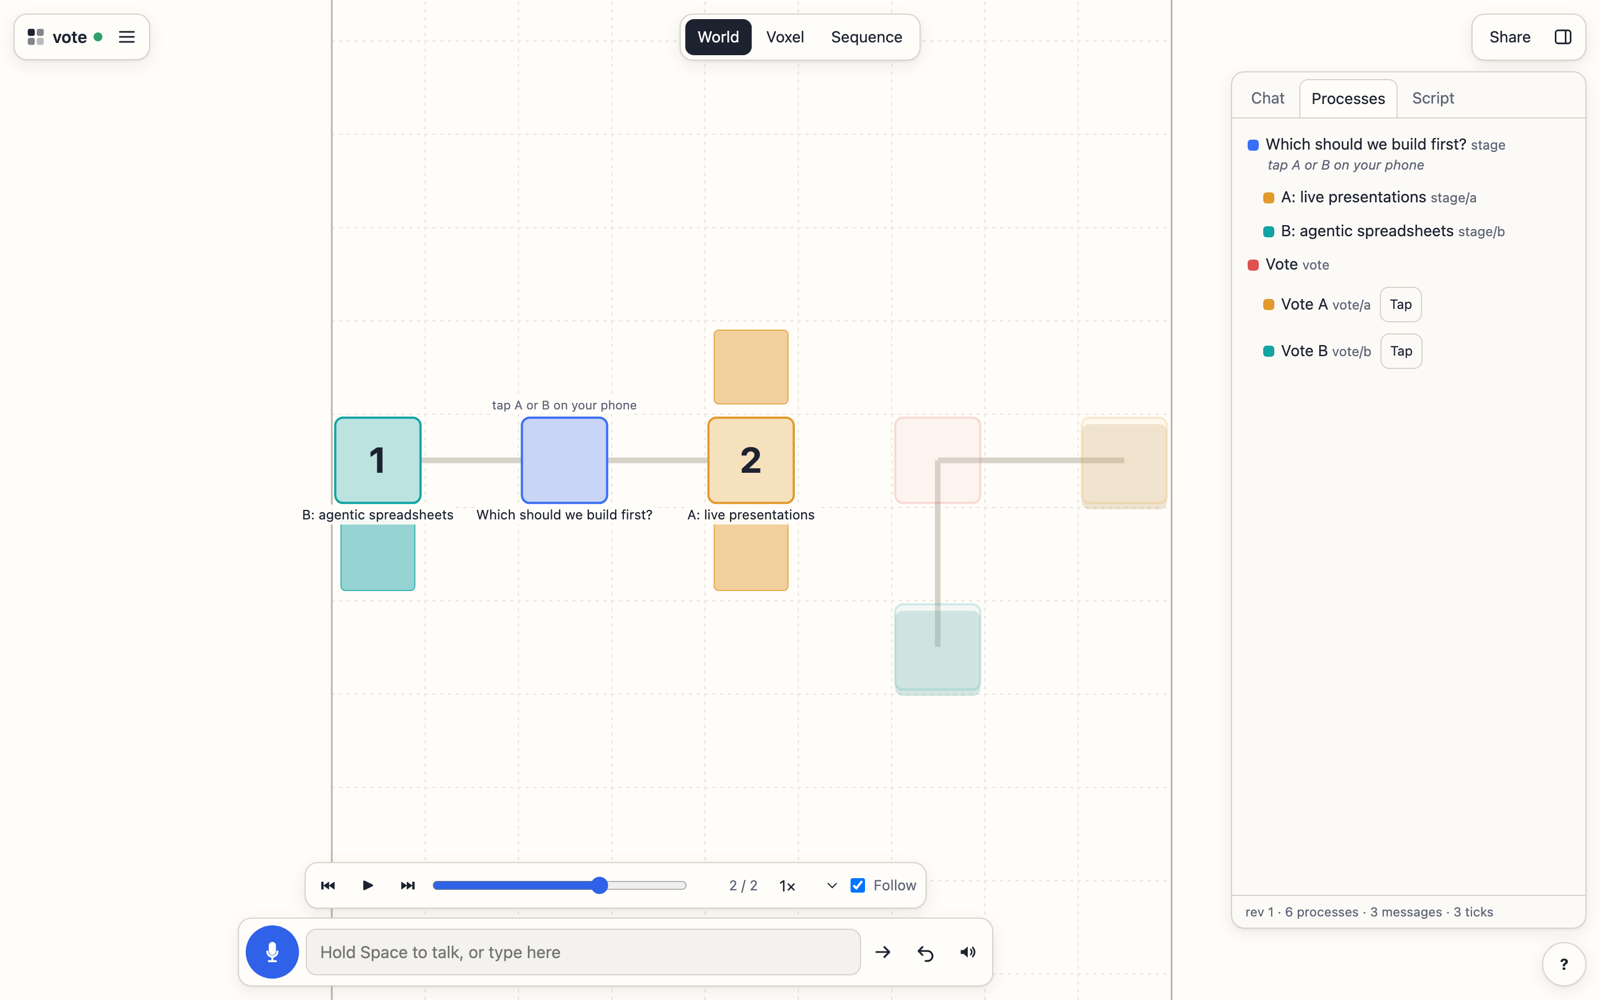 vote
World
Voxel
Sequence
Share
Chat
Processes
Script
Which should we build first? stage
tap A or B on your phone
A: live presentations stage/a
B: agentic spreadsheets stage/b
Vote vote
Vote A vote/a Tap
Vote B vote/b Tap
tap A or B on your phone
1
2
B: agentic spreadsheets
Which should we build first?
A: live presentations
2 / 2
1x
Follow
rev 1 · 6 processes · 3 messages · 3 ticks
Hold Space to talk, or type here
?